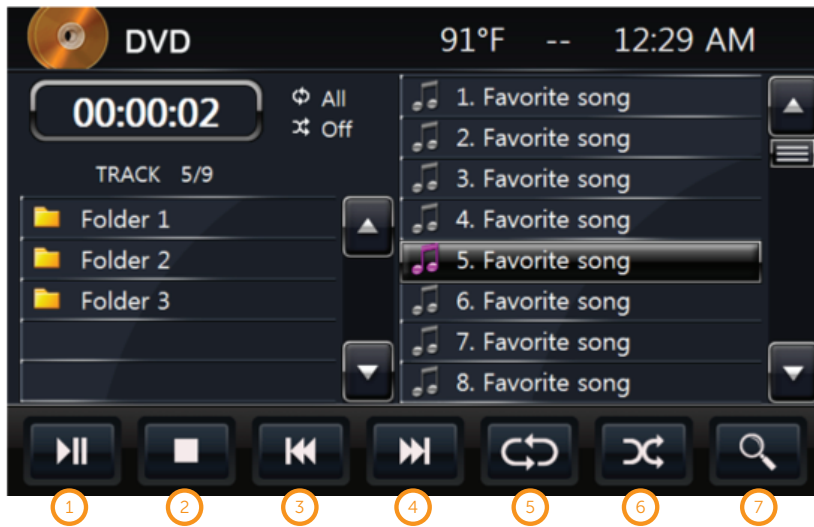 DVD 91°F -- 12:29 AM
00:00:02
All
Off
TRACK 5/9
Folder 1
Folder 2
Folder 3
1. Favorite song
2. Favorite song
3. Favorite song
4. Favorite song
5. Favorite song
6. Favorite song
7. Favorite song
8. Favorite song
1 2 3 4 5 6 7